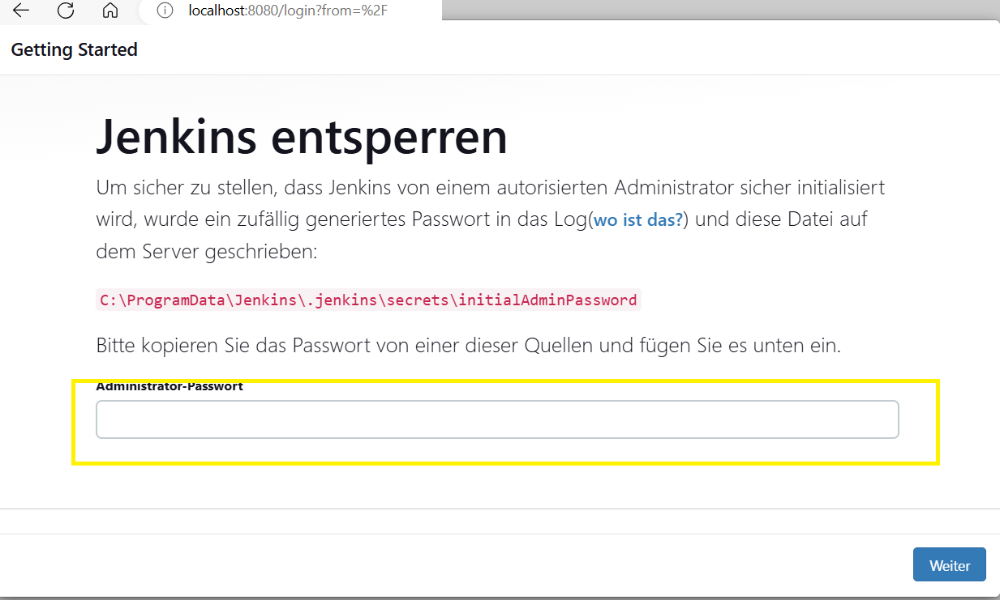 localhost:8080/login?from=%2F
Getting Started
Jenkins entsperren
Um sicher zu stellen, dass Jenkins von einem autorisierten Administrator sicher initialisiert
wird, wurde ein zufällig generiertes Passwort in das Log(wo ist das?) und diese Datei auf
dem Server geschrieben:
C:\ProgramData\Jenkins\.jenkins\secrets\initialAdminPassword
Bitte kopieren Sie das Passwort von einer dieser Quellen und fügen Sie es unten ein.
Administrator-Passwort
Weiter